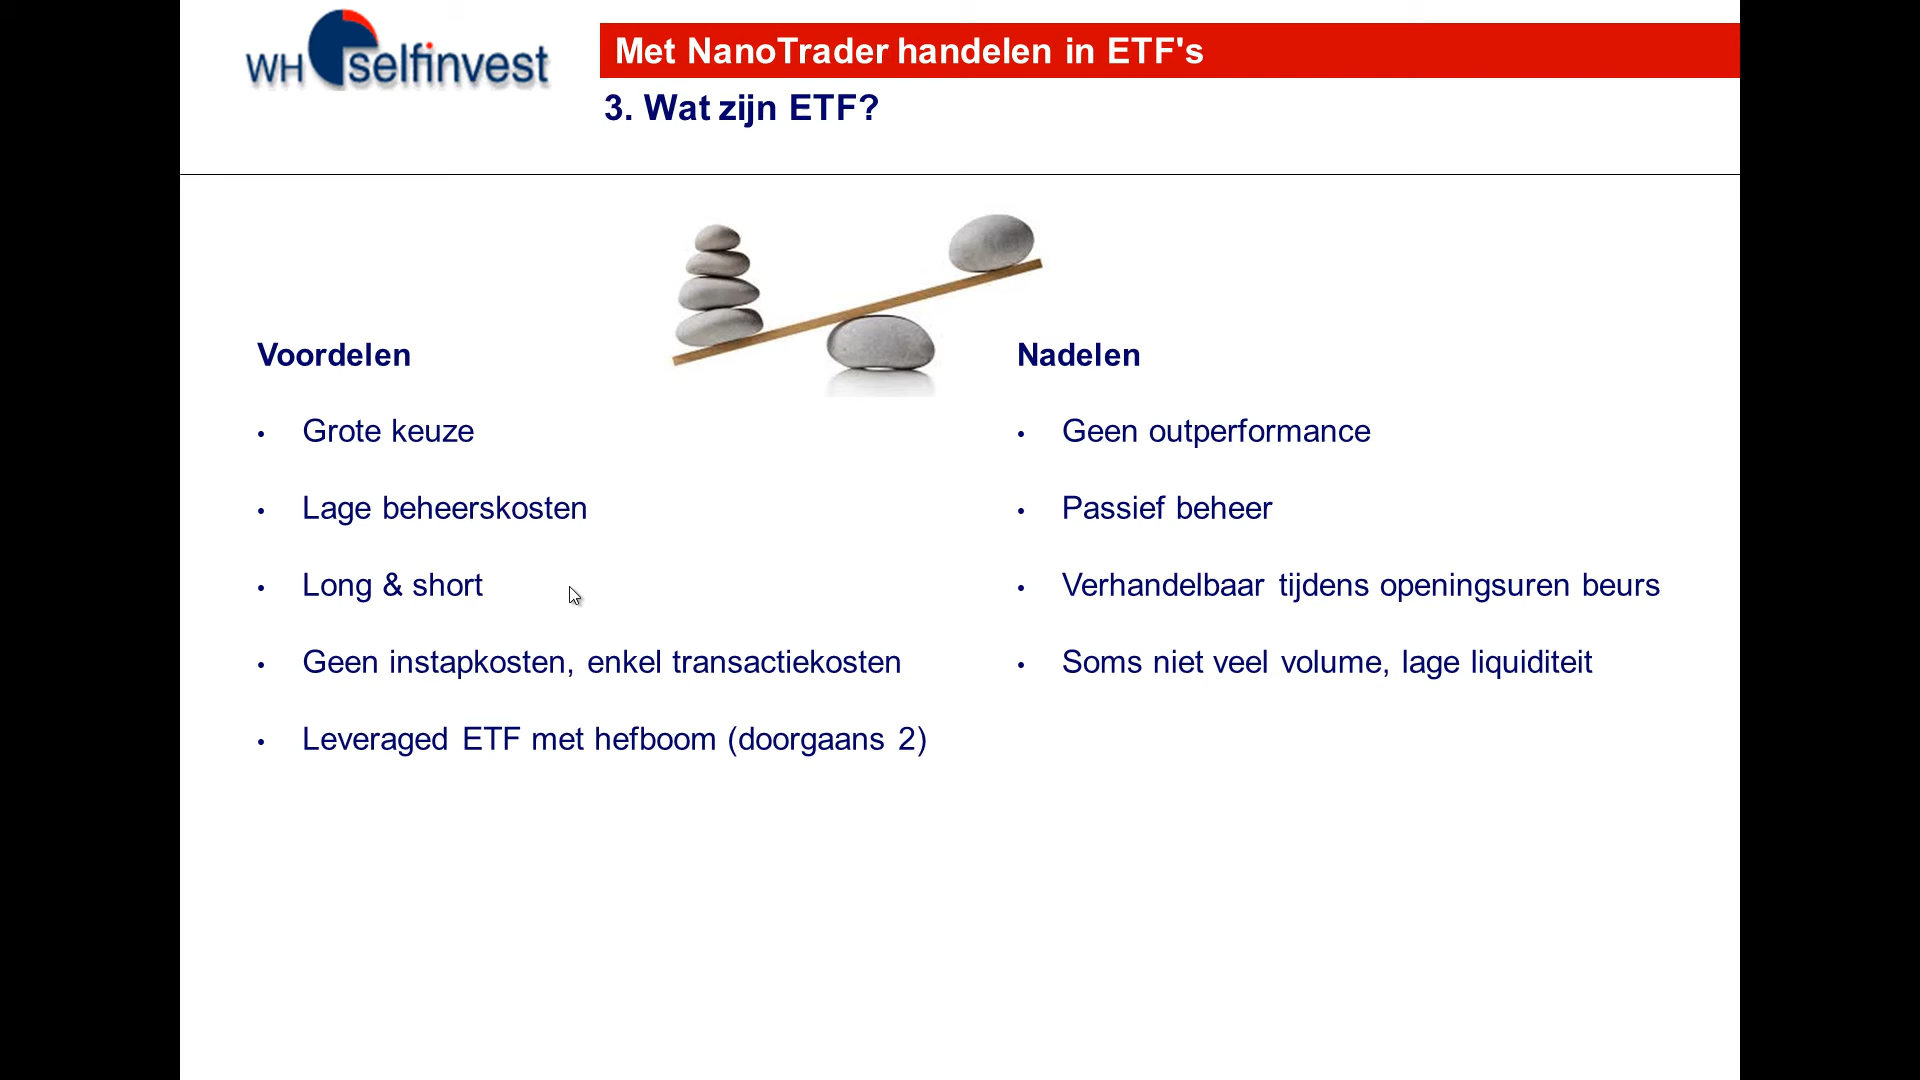 WH selfinvest
Met NanoTrader handelen in ETF's
3. Wat zijn ETF?
Voordelen
• Grote keuze
• Lage beheerskosten
• Long & short
• Geen instapkosten, enkel transactiekosten
• Leveraged ETF met hefboom (doorgaans 2)
Nadelen
• Geen outperformance
• Passief beheer
• Verhandelbaar tijdens openingsuren beurs
• Soms niet veel volume, lage liquiditeit